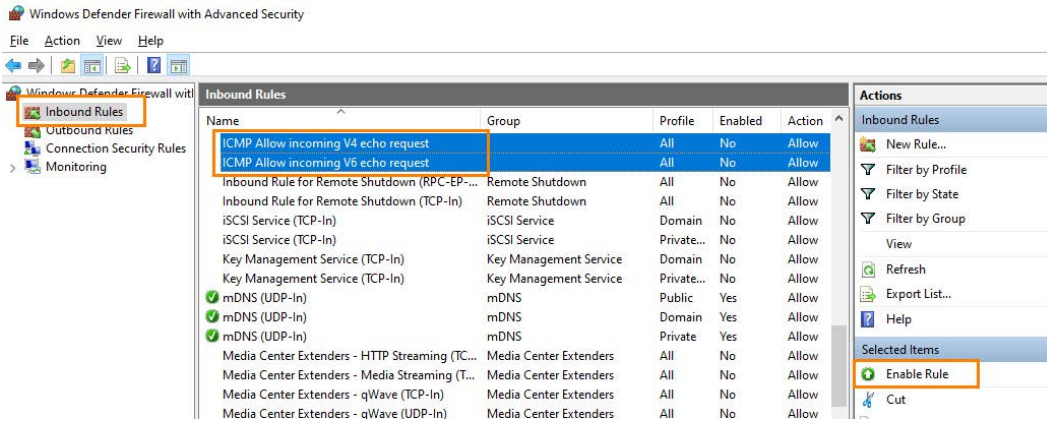 Windows Defender Firewall with Advanced Security
File Action View Help
Windows Defender Firewall witl
Inbound Rules
Outbound Rules
Connection Security Rules
Monitoring
Inbound Rules
Name Group Profile Enabled Action
ICMP Allow incoming V4 echo request All No Allow
ICMP Allow incoming V6 echo request All No Allow
Inbound Rule for Remote Shutdown (RPC-EP-... Remote Shutdown All No Allow
Inbound Rule for Remote Shutdown (TCP-In) Remote Shutdown All No Allow
iSCSI Service (TCP-In) iSCSI Service Domain No Allow
iSCSI Service (TCP-In) iSCSI Service Private... No Allow
Key Management Service (TCP-In) Key Management Service Domain No Allow
Key Management Service (TCP-In) Key Management Service Private... No Allow
mDNS (UDP-In) mDNS Public Yes Allow
mDNS (UDP-In) mDNS Domain Yes Allow
mDNS (UDP-In) mDNS Private Yes Allow
Media Center Extenders - HTTP Streaming (TC... Media Center Extenders All No Allow
Media Center Extenders - Media Streaming (T... Media Center Extenders All No Allow
Media Center Extenders - qWave (TCP-In) Media Center Extenders All No Allow
Media Center Extenders - qWave (UDP-In) Media Center Extenders All No Allow
Actions
Inbound Rules
New Rule...
Filter by Profile
Filter by State
Filter by Group
View
Refresh
Export List...
Help
Selected Items
Enable Rule
Cut